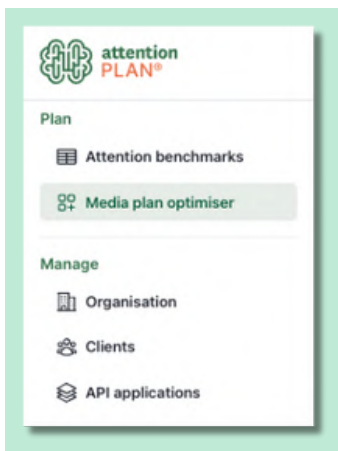 attention
PLAN®
Plan
Attention benchmarks
Media plan optimiser
Manage
Organisation
Clients
API applications